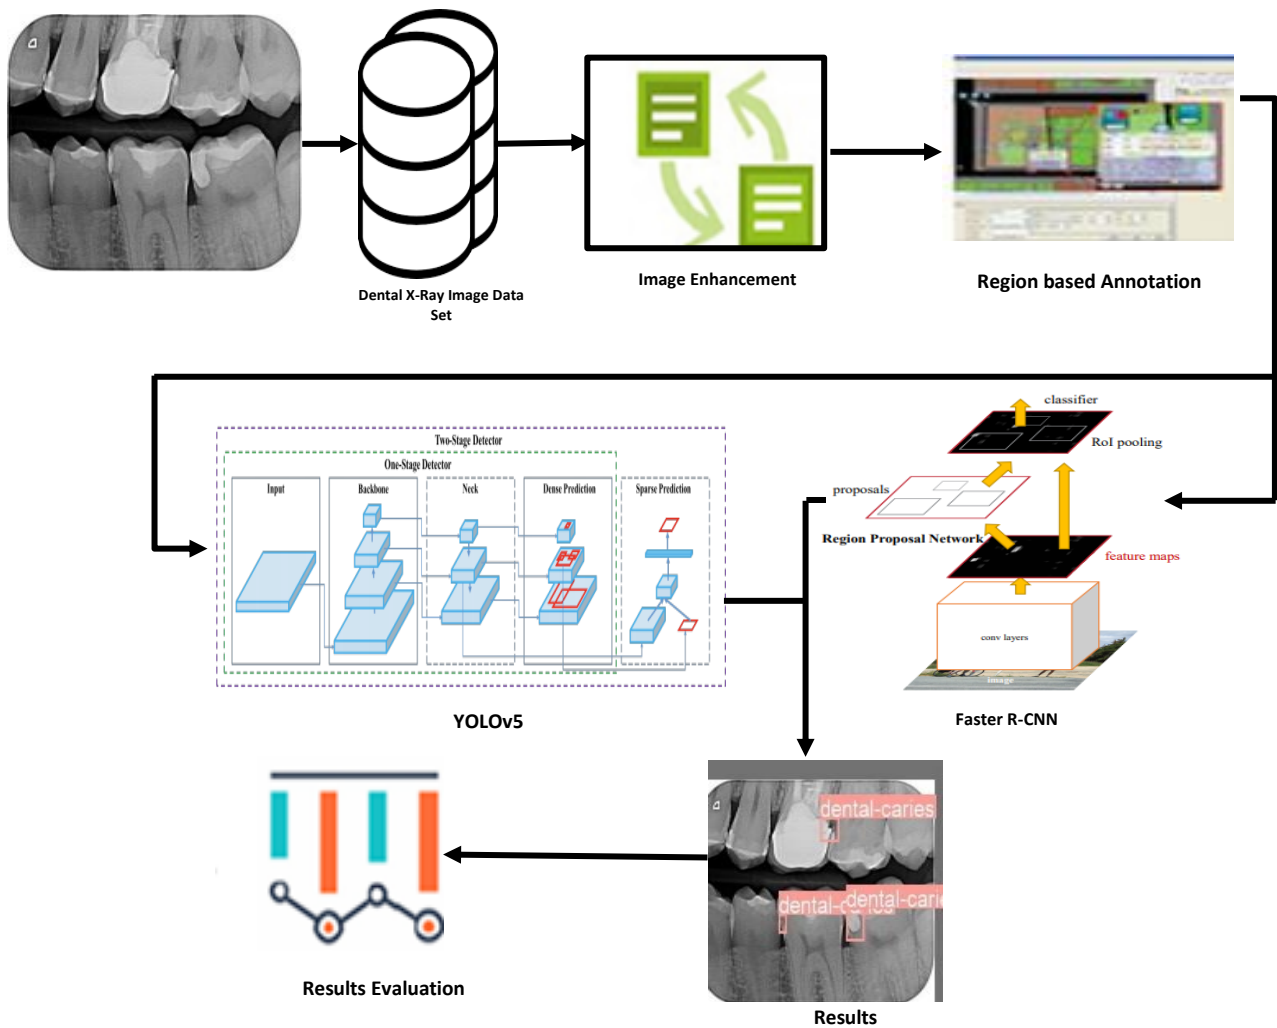 Dental X-Ray Image Data
Set
Image Enhancement
Region based Annotation
Two-Stage Detector
One-Stage Detector
Input
Backbone
Neck
Dense Prediction
Sparse Prediction
YOLOv5
classifier
RoI pooling
proposals
Region Proposal Network
feature maps
conv layers
image
Faster R-CNN
dental-caries
dental-caries
dental-carie
Results
Results Evaluation